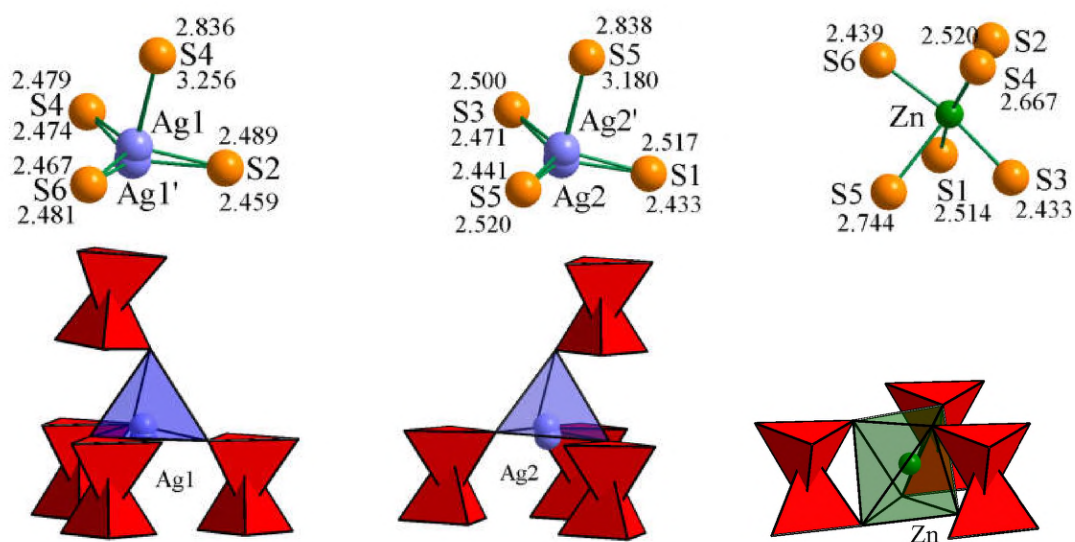 2.836
S4
3.256
2.479
S4
2.474
Ag1
2.489
S2
2.459
2.467
S6
2.481
Ag1'
2.838
S5
3.180
2.500
S3
2.471
Ag2'
2.517
S1
2.433
2.441
S5
2.520
Ag2
2.439
S6
2.520
S2
S4
2.667
Zn
S5
2.744
S1
2.514
S3
2.433
Ag1
Ag2
Zn